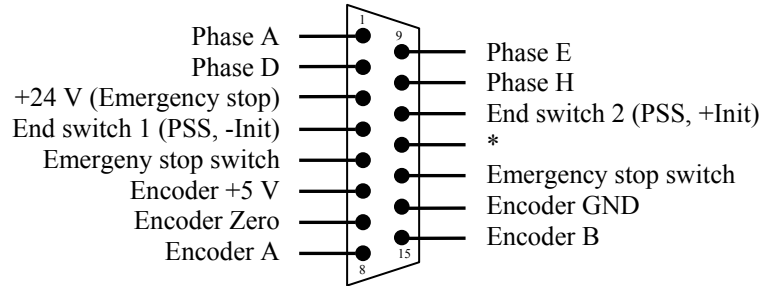 1
Phase A
Phase D
+24 V (Emergency stop)
End switch 1 (PSS, -Init)
Emergeny stop switch
Encoder +5 V
Encoder Zero
Encoder A
8
9
Phase E
Phase H
End switch 2 (PSS, +Init)
*
Emergency stop switch
Encoder GND
Encoder B
15